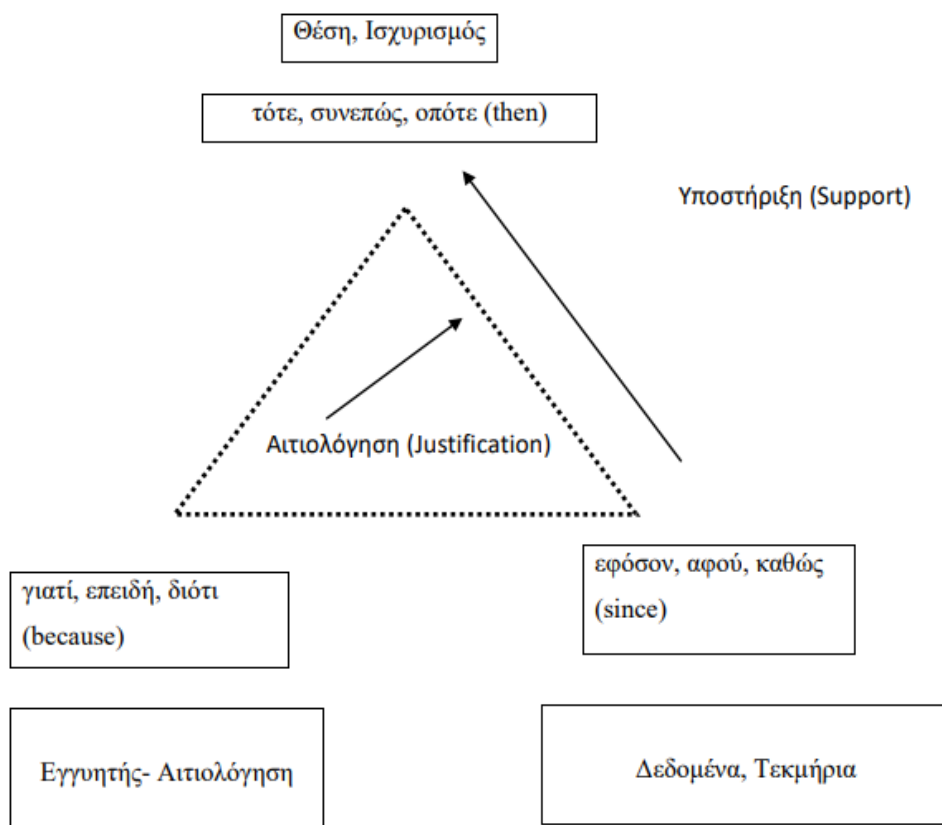 Θέση, Ισχυρισμός
τότε, συνεπώς, οπότε (then)
Υποστήριξη (Support)
Αιτιολόγηση (Justification)
γιατί, επειδή, διότι
(because)
εφόσον, αφού, καθώς
(since)
Εγγυητής- Αιτιολόγηση
Δεδομένα, Τεκμήρια